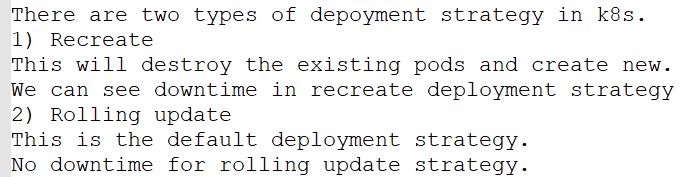 There are two types of depoyment strategy in k8s.
1) Recreate
This will destroy the existing pods and create new.
We can see downtime in recreate deployment strategy
2) Rolling update
This is the default deployment strategy.
No downtime for rolling update strategy.